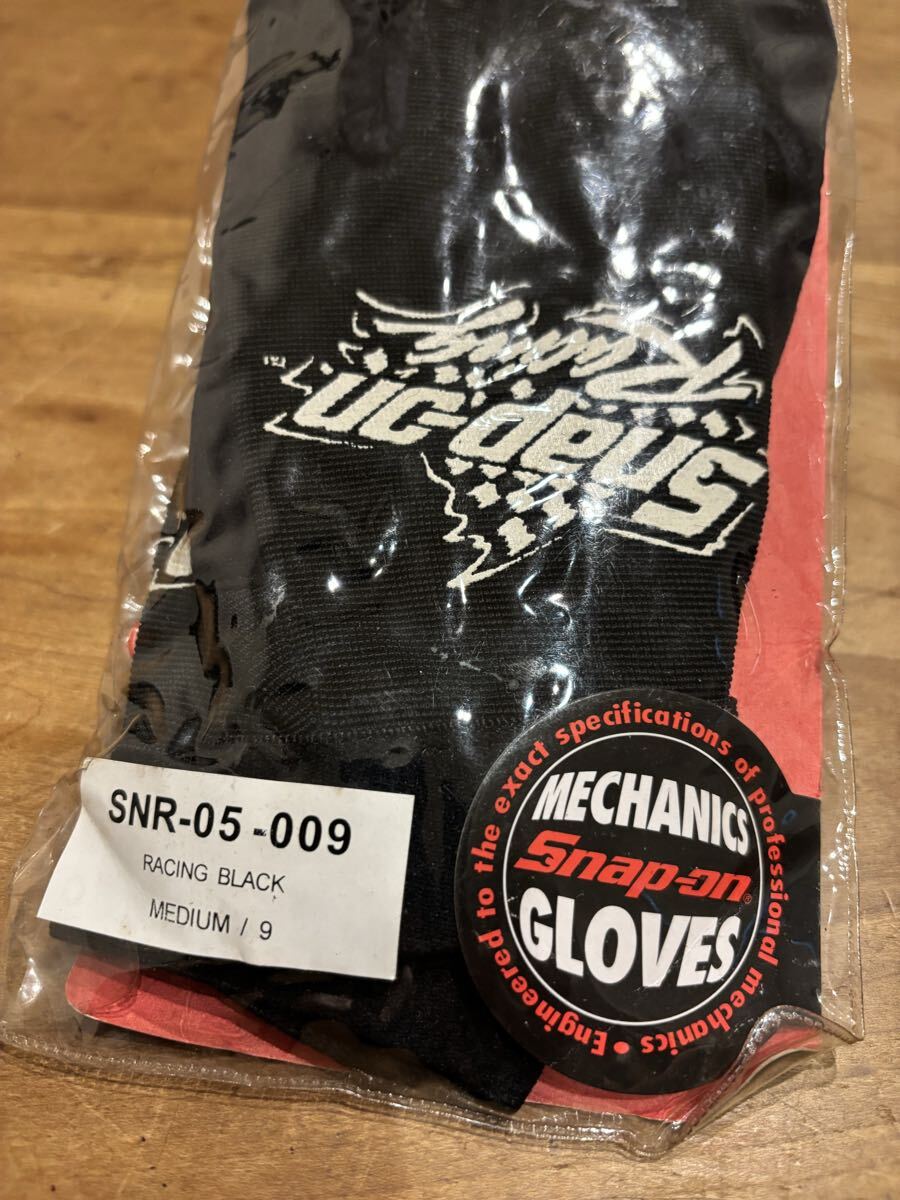 Snap-on
Racing
SNR-05-009
RACING BLACK
MEDIUM / 9
MECHANICS
Snap-on®
GLOVES
Engineered to the exact specifications of professional mechanics •